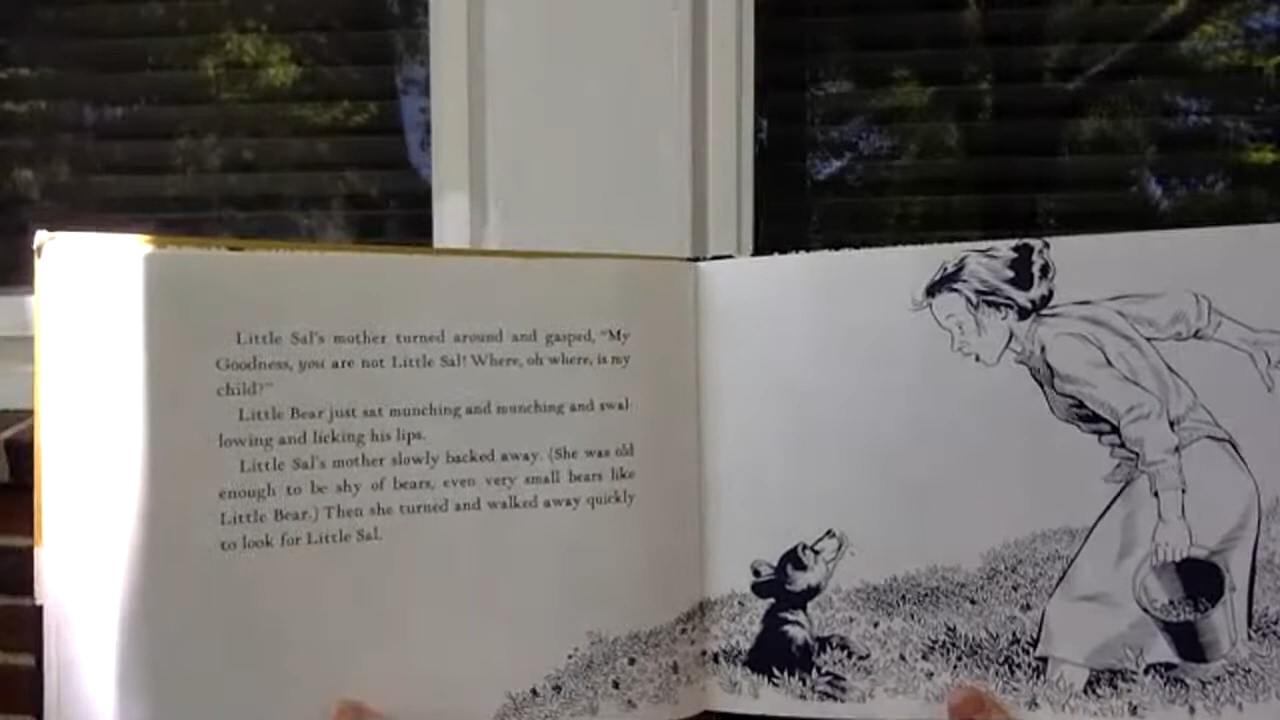 Little Sal's mother turned around and gasped, "My
Goodness, you are not Little Sal! Where, oh where, is my
child?"
Little Bear just sat munching and munching and swal-
lowing and licking his lips.
Little Sal's mother slowly backed away. (She was old
enough to be shy of bears, even very small bears like
Little Bear.) Then she turned and walked away quickly
to look for Little Sal.